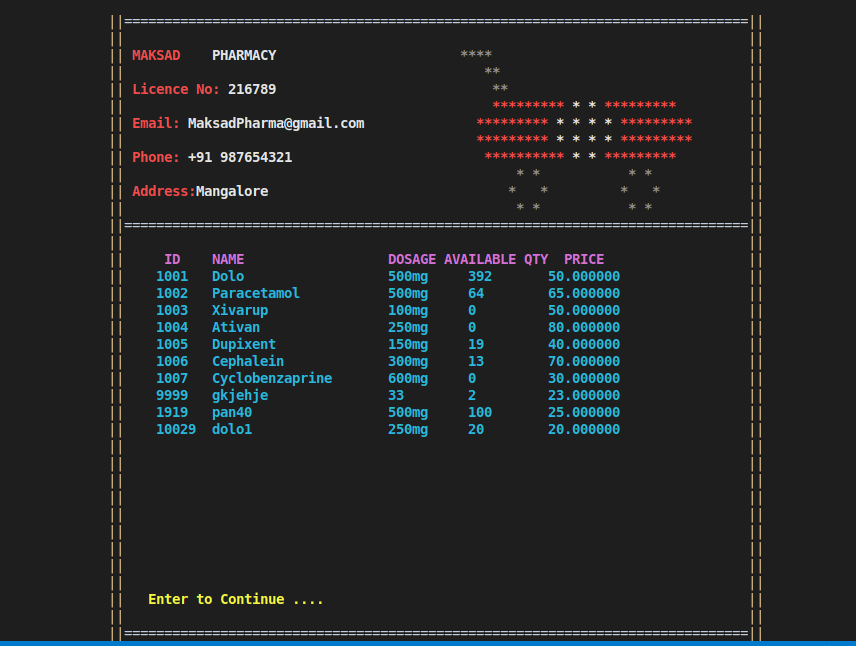 MAKSAD PHARMACY
Licence No: 216789
Email: MaksadPharma@gmail.com
Phone: +91 987654321
Address:Mangalore
ID NAME DOSAGE AVAILABLE QTY PRICE
1001 Dolo 500mg 392 50.000000
1002 Paracetamol 500mg 64 65.000000
1003 Xivarup 100mg 0 50.000000
1004 Ativan 250mg 0 80.000000
1005 Dupixent 150mg 19 40.000000
1006 Cephalein 300mg 13 70.000000
1007 Cyclobenzaprine 600mg 0 30.000000
9999 gkjehje 33 2 23.000000
1919 pan40 500mg 100 25.000000
10029 dolo1 250mg 20 20.000000
Enter to Continue ....